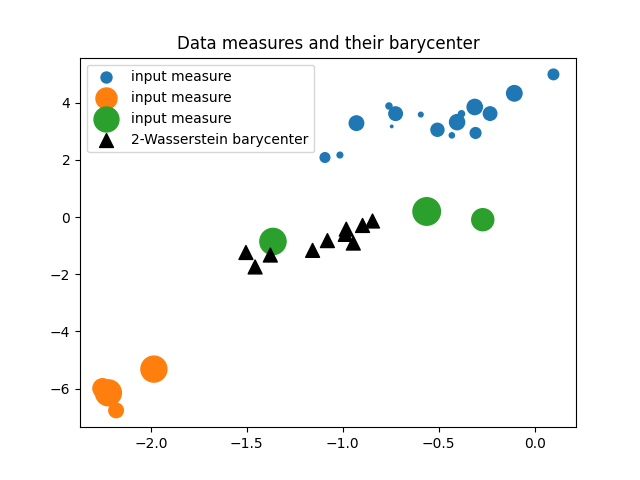 Data measures and their barycenter
input measure
input measure
input measure
2-Wasserstein barycenter
4
2
0
−2
−4
−6
−2.0 −1.5 −1.0 −0.5 0.0